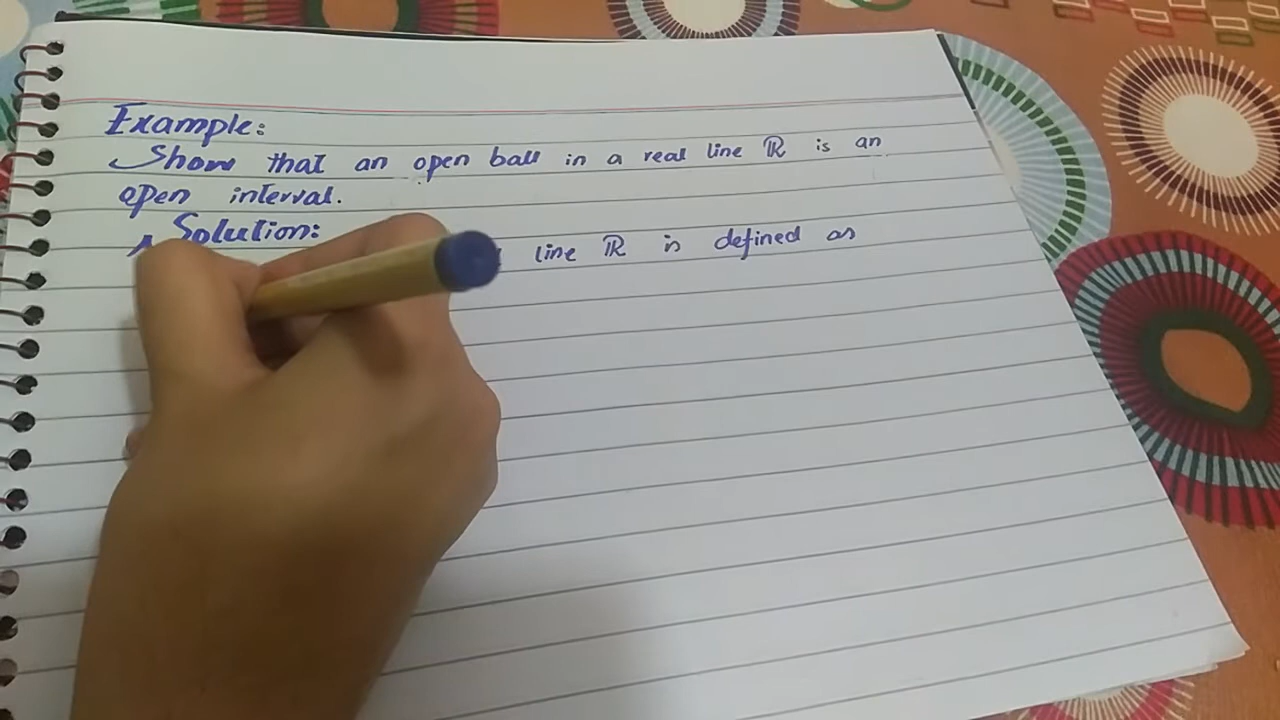 Example:
Show that an open ball in a real line ℝ is an
open interval.
Solution:
line ℝ is defined as